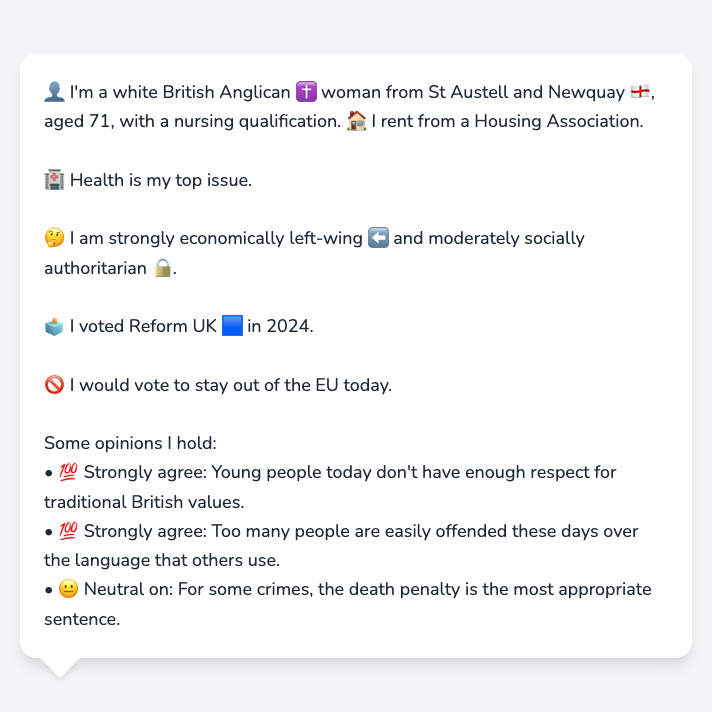 👤 I'm a white British Anglican ✝️ woman from St Austell and Newquay 🏴󠁧󠁢󠁥󠁮󠁧󠁿,
aged 71, with a nursing qualification. 🏠 I rent from a Housing Association.
🏥 Health is my top issue.
🤔 I am strongly economically left-wing ⬅️ and moderately socially
authoritarian 🔒.
🗳️ I voted Reform UK 🟦 in 2024.
🚫 I would vote to stay out of the EU today.
Some opinions I hold:
• 💯 Strongly agree: Young people today don't have enough respect for
traditional British values.
• 💯 Strongly agree: Too many people are easily offended these days over
the language that others use.
• 😐 Neutral on: For some crimes, the death penalty is the most appropriate
sentence.